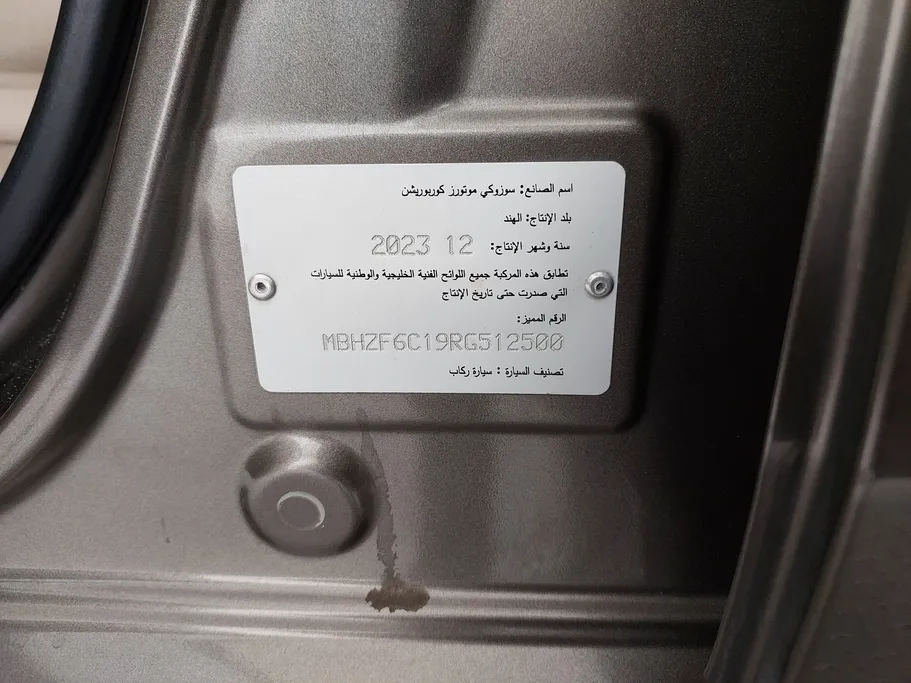 اسم الصانع: سوزوكي موتورز كوربوريشن
بلد الإنتاج: الهند
سنة وشهر الإنتاج: 2023 12
تطابق هذه المركبة جميع اللوائح الفنية الخليجية والوطنية للسيارات
التي صدرت حتى تاريخ الإنتاج
الرقم المميز:
MBHZF6C19RG512500
تصنيف السيارة : سيارة ركاب